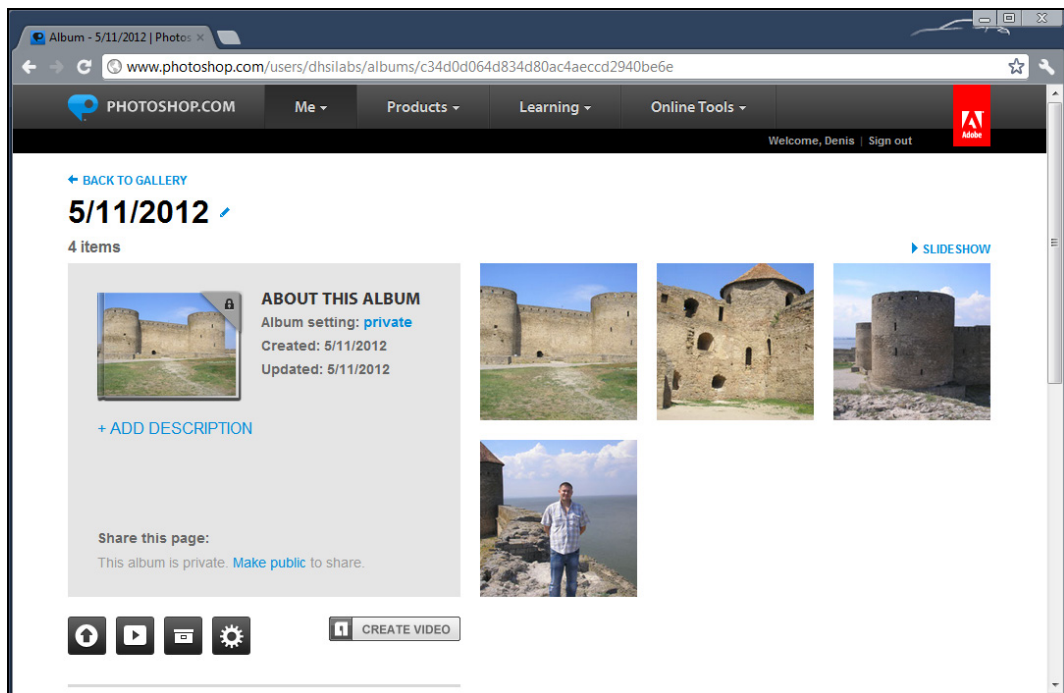 Album - 5/11/2012 | Photos
www.photoshop.com/users/dhsilabs/albums/c34d0d064d834d80ac4aeccd2940be6e
PHOTOSHOP.COM Me Products Learning Online Tools
Adobe
Welcome, Denis | Sign out
BACK TO GALLERY
5/11/2012
4 items
SLIDESHOW
ABOUT THIS ALBUM
Album setting: private
Created: 5/11/2012
Updated: 5/11/2012
+ ADD DESCRIPTION
Share this page:
This album is private. Make public to share.
CREATE VIDEO